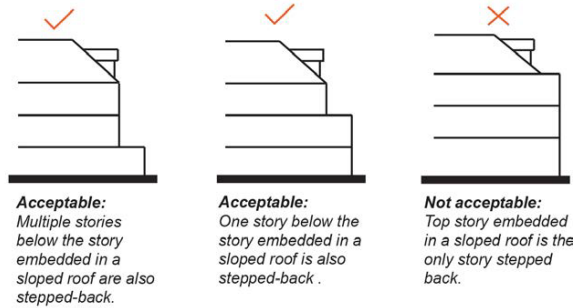 Acceptable:
Multiple stories
below the story
embedded in a
sloped roof are also
stepped-back.
Acceptable:
One story below the
story embedded in a
sloped roof is also
stepped-back .
Not acceptable:
Top story embedded
in a sloped roof is the
only story stepped
back.